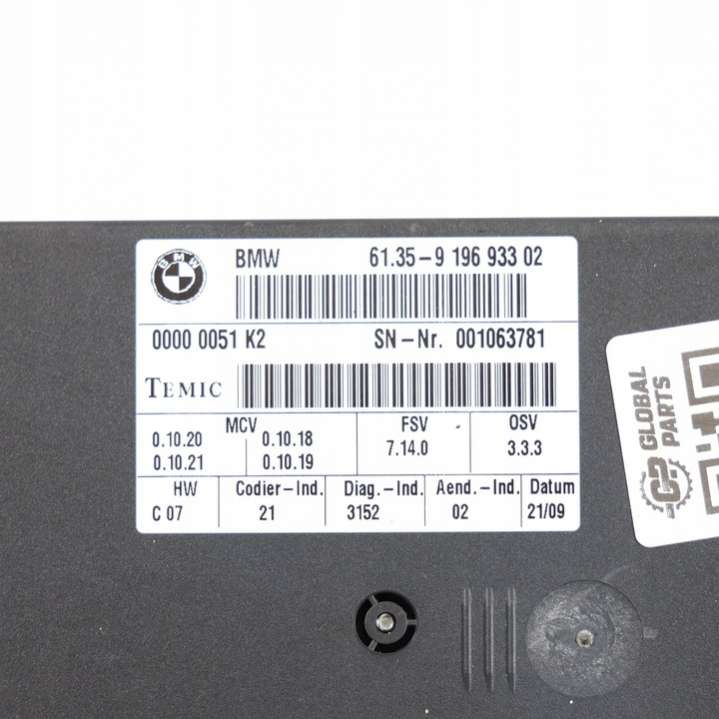 BMW
BMW 61.35-9 196 933 02
0000 0051 K2 SN-Nr. 001063781
TEMIC
MCV FSV OSV
0.10.20 0.10.18 7.14.0 3.3.3
0.10.21 0.10.19
HW Codier-Ind. Diag.-Ind. Aend.-Ind. Datum
C 07 21 3152 02 21/09
GLOBAL
PARTS